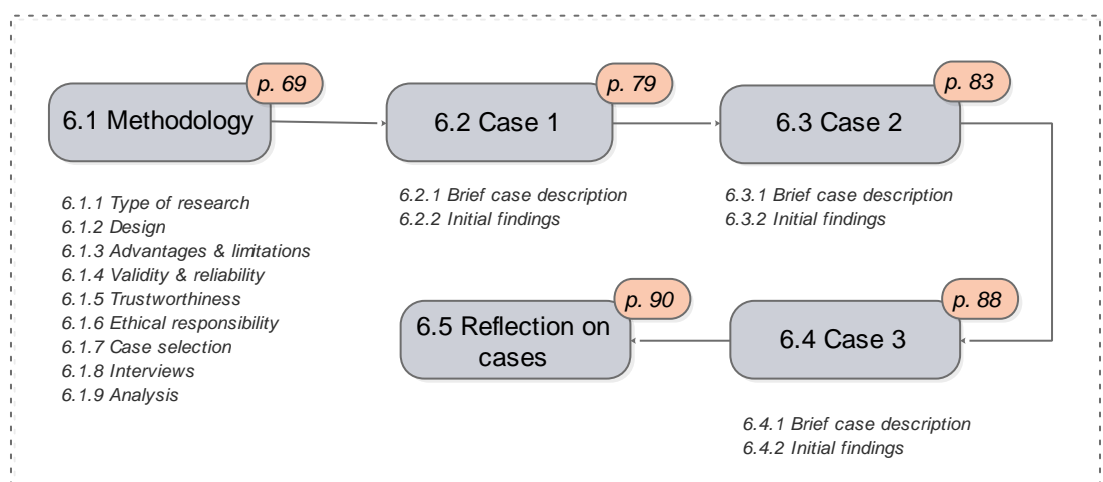 p. 69
6.1 Methodology
6.1.1 Type of research
6.1.2 Design
6.1.3 Advantages & limitations
6.1.4 Validity & reliability
6.1.5 Trustworthiness
6.1.6 Ethical responsibility
6.1.7 Case selection
6.1.8 Interviews
6.1.9 Analysis
p. 79
6.2 Case 1
6.2.1 Brief case description
6.2.2 Initial findings
p. 83
6.3 Case 2
6.3.1 Brief case description
6.3.2 Initial findings
p. 88
6.4 Case 3
6.4.1 Brief case description
6.4.2 Initial findings
p. 90
6.5 Reflection on
cases